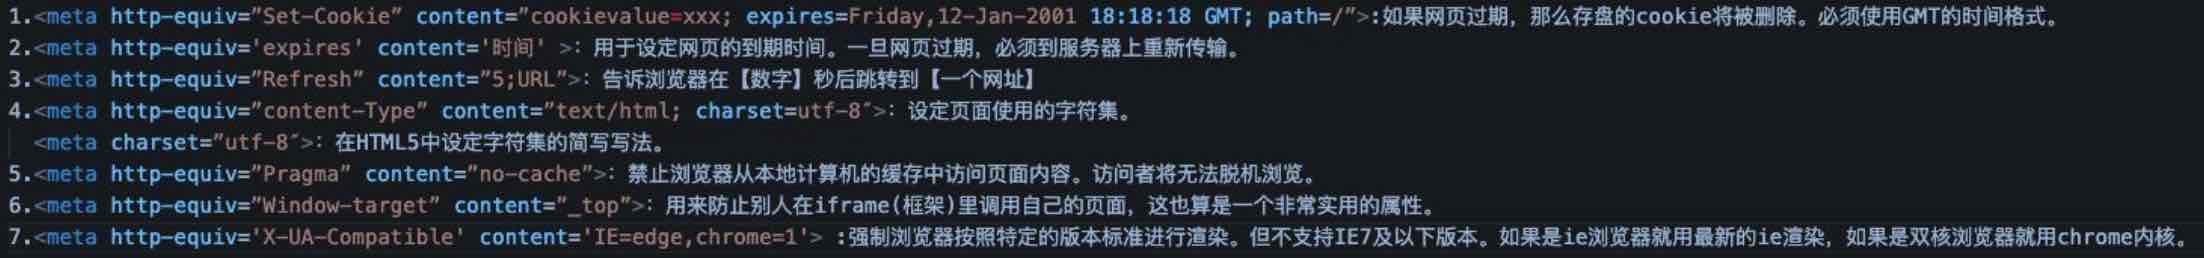 1.<meta http-equiv=”Set-Cookie” content=”cookievalue=xxx; expires=Friday,12-Jan-2001 18:18:18 GMT; path=/”>:如果网页过期，那么存盘的cookie将被删除。必须使用GMT的时间格式。
2.<meta http-equiv='expires' content='时间' >：用于设定网页的到期时间。一旦网页过期，必须到服务器上重新传输。
3.<meta http-equiv=”Refresh” content=”5;URL”>：告诉浏览器在【数字】秒后跳转到【一个网址】
4.<meta http-equiv=”content-Type” content=”text/html; charset=utf-8″>：设定页面使用的字符集。
<meta charset=”utf-8″>：在HTML5中设定字符集的简写写法。
5.<meta http-equiv=”Pragma” content=”no-cache”>：禁止浏览器从本地计算机的缓存中访问页面内容。访问者将无法脱机浏览。
6.<meta http-equiv=”Window-target” content=”_top”>：用来防止别人在iframe(框架)里调用自己的页面，这也算是一个非常实用的属性。
7.<meta http-equiv='X-UA-Compatible' content='IE=edge,chrome=1'> :强制浏览器按照特定的版本标准进行渲染。但不支持IE7及以下版本。如果是ie浏览器就用最新的ie渲染，如果是双核浏览器就用chrome内核。